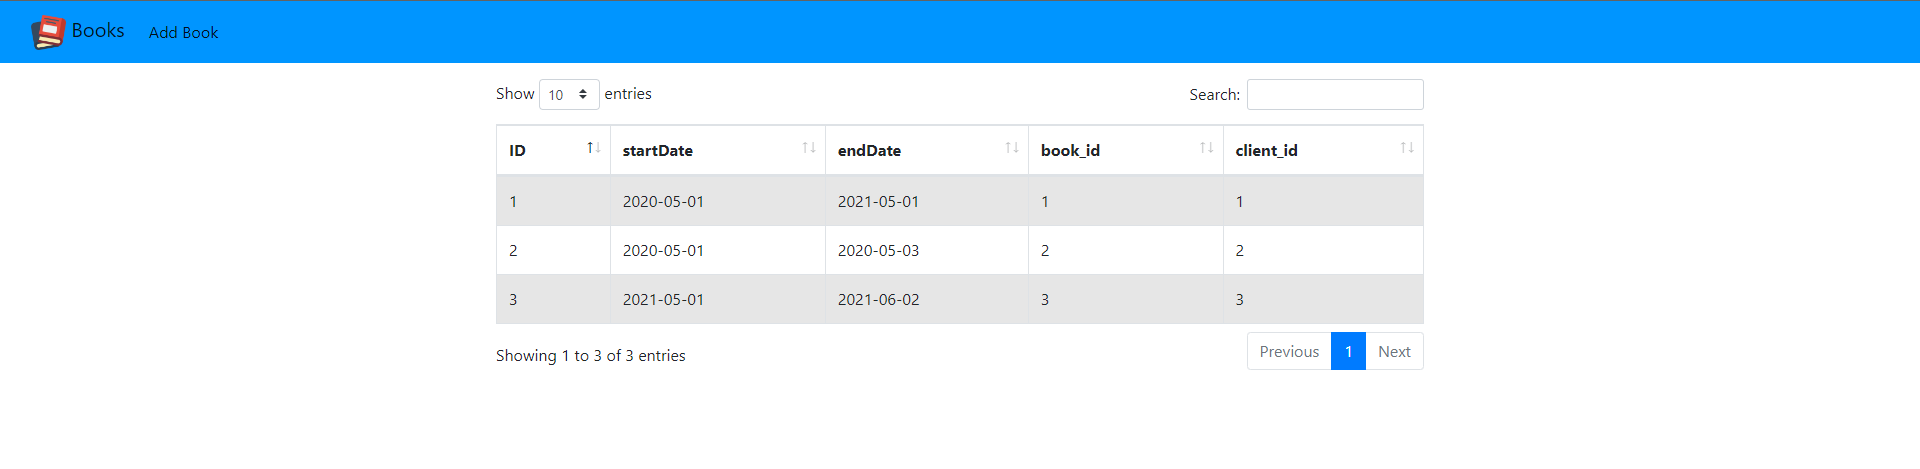 Books Add Book
Show 10 entries Search:
ID startDate endDate book_id client_id
1 2020-05-01 2021-05-01 1 1
2 2020-05-01 2020-05-03 2 2
3 2021-05-01 2021-06-02 3 3
Showing 1 to 3 of 3 entries Previous 1 Next